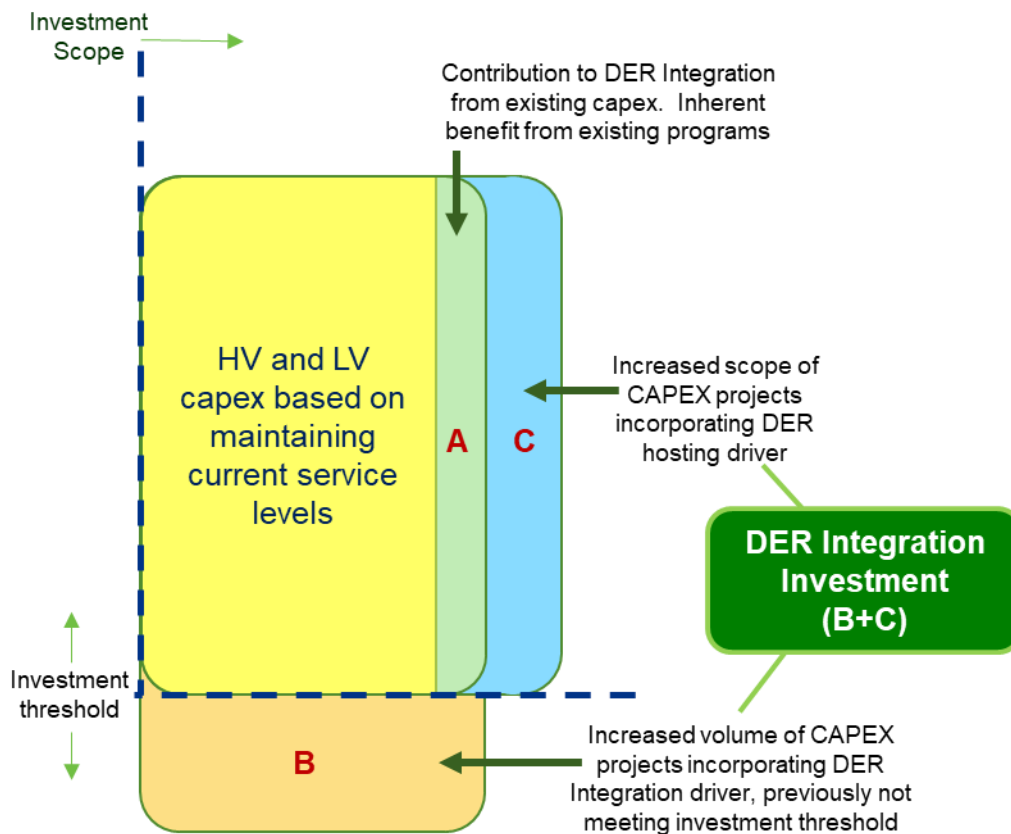 Investment
Scope
Contribution to DER Integration
from existing capex.  Inherent
benefit from existing programs
HV and LV
capex based on
maintaining
current service
levels
A
C
Increased scope of
CAPEX projects
incorporating DER
hosting driver
DER Integration
Investment
(B+C)
Investment
threshold
B
Increased volume of CAPEX
projects incorporating DER
Integration driver, previously not
meeting investment threshold